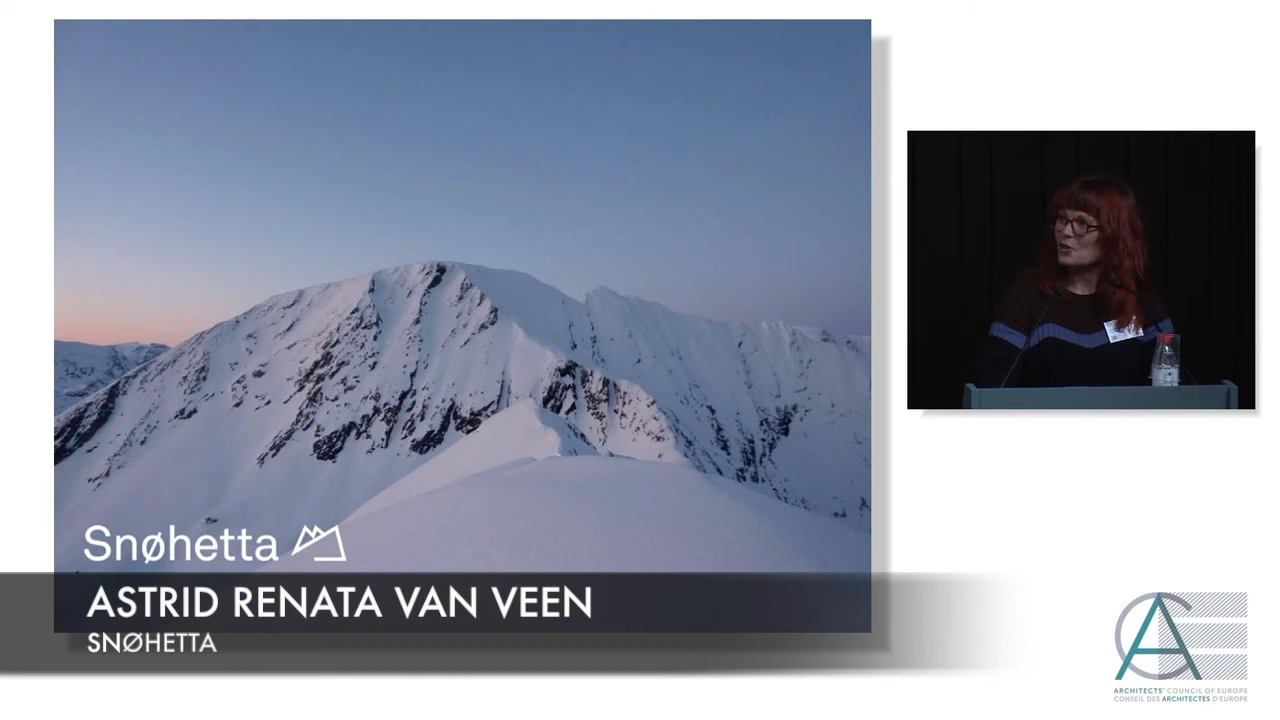 Snøhetta
ASTRID RENATA VAN VEEN
SNØHETTA
ARCHITECTS' COUNCIL OF EUROPE
CONSEIL DES ARCHITECTES D'EUROPE